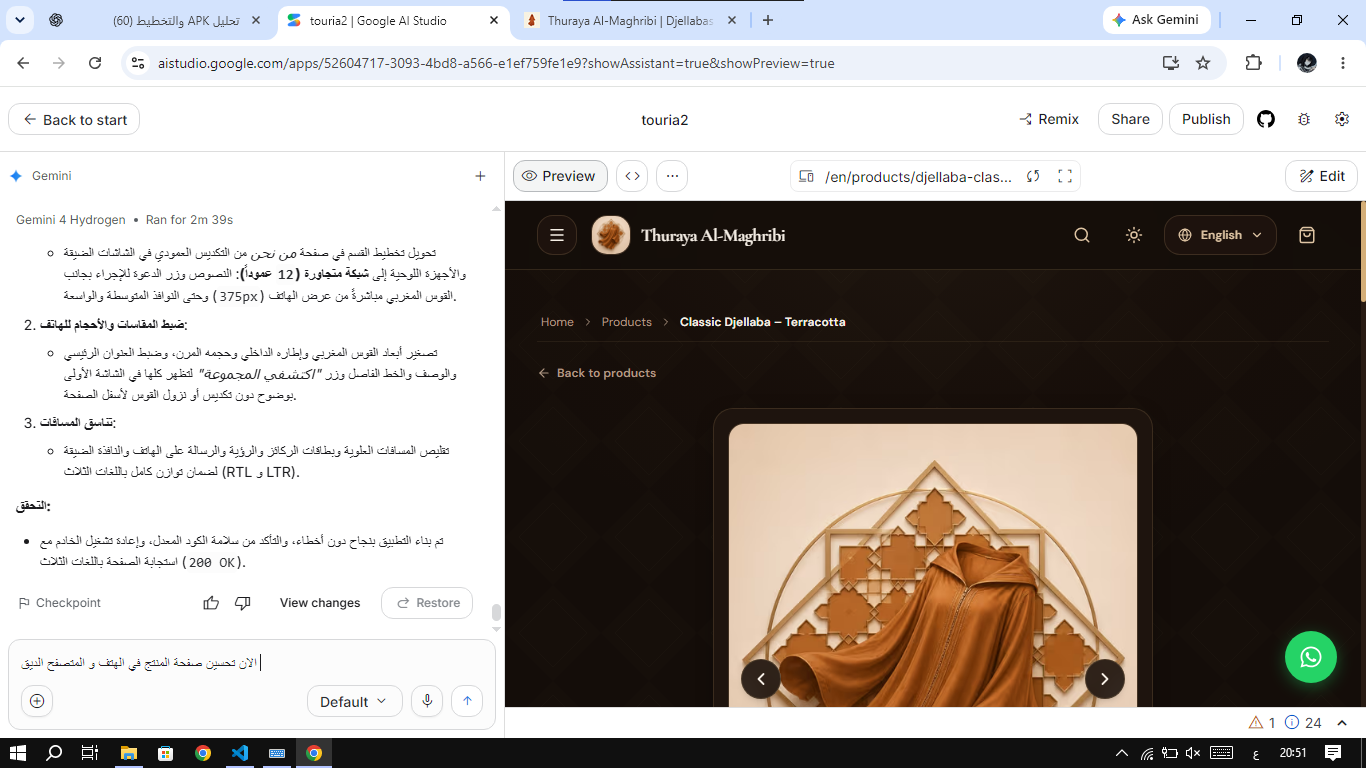 تحليل APK والتخطيط (60)
touria2 | Google AI Studio
Thuraya Al-Maghribi | Djellabas
Ask Gemini
aistudio.google.com/apps/52604717-3093-4bd8-a566-e1ef759fe1e9?showAssistant=true&showPreview=true
Back to start
touria2
Remix
Share
Publish
Gemini
Preview
/en/products/djellaba-clas...
Edit
Gemini 4 Hydrogen • Ran for 2m 39s
تحويل تخطيط القسم في صفحة من نحن من التكديس العمودي في الشاشات الضيقة
والأجهزة اللوحية إلى شبكة متجاورة (12 عموداً): النصوص وزر الدعوة للإجراء بجانب
القوس المغربي مباشرةً من عرض الهاتف (375px) وحتى النوافذ المتوسطة والواسعة.
2. ضبط المقاسات والأحجام للهاتف:
تصغير أبعاد القوس المغربي وإطاره الداخلي وحجمه المرن، وضبط العنوان الرئيسي
والوصف والخط الفاصل وزر "اكتشفي المجموعة" لتظهر كلها في الشاشة الأولى
بوضوح دون تكديس أو نزول القوس لأسفل الصفحة.
3. تناسق المسافات:
تقليص المسافات العلوية وبطاقات الركائز والرؤية والرسالة على الهاتف والنافذة الضيقة
لضمان توازن كامل باللغات الثلاث (RTL و LTR).
التحقق:
تم بناء التطبيق بنجاح دون أخطاء، والتأكد من سلامة الكود المعدل، وإعادة تشغيل الخادم مع
استجابة الصفحة باللغات الثلاث (200 OK).
Checkpoint
View changes
Restore
الان تحسين صفحة المنتج في الهتف و المتصفح الديق
Default
Thuraya Al-Maghribi
English
Home > Products > Classic Djellaba – Terracotta
Back to products
1
24
ع
20:51